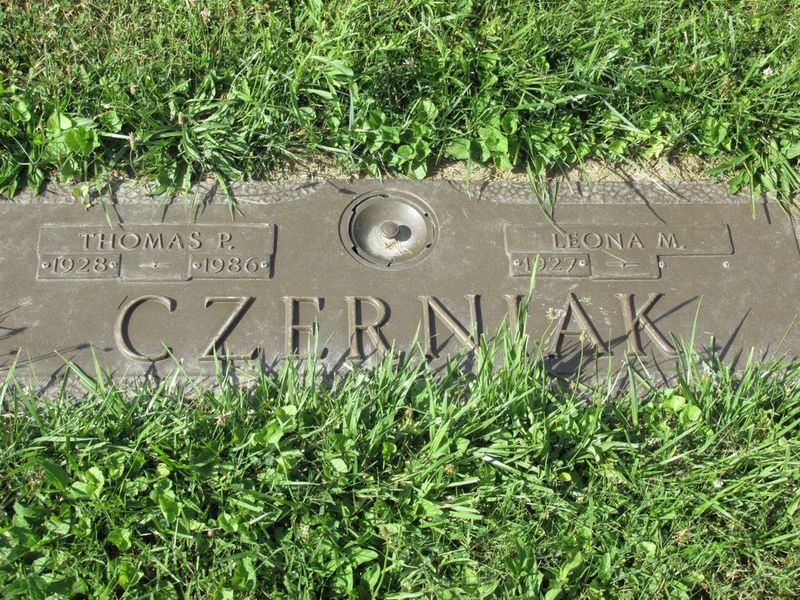 THOMAS P.
1928 1986
LEONA M.
1927
CZERNIAK